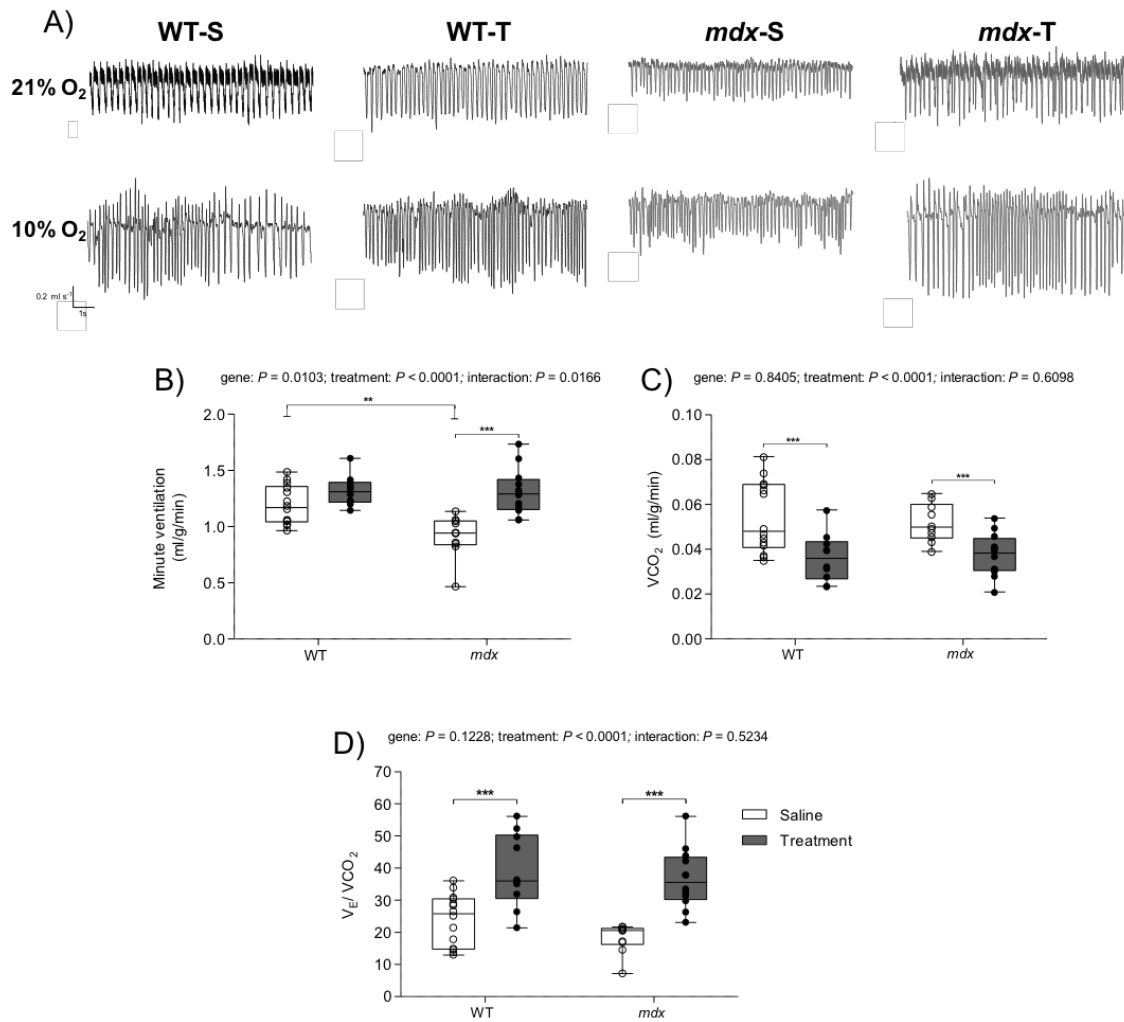 A)
WT-S WT-T mdx-S mdx-T
21% O2
10% O2
0.2 ml s-1
1s
B)
gene: P = 0.0103; treatment: P < 0.0001; interaction: P = 0.0166
**
***
2.0
1.5
1.0
0.5
0.0
Minute ventilation
(ml/g/min)
WT mdx
C)
gene: P = 0.8405; treatment: P < 0.0001; interaction: P = 0.6098
***
***
0.10
0.08
0.06
0.04
0.02
0.00
VCO2 (ml/g/min)
WT mdx
D)
gene: P = 0.1228; treatment: P < 0.0001; interaction: P = 0.5234
*** ***
70
60
50
40
30
20
10
0
VE/ VCO2
WT mdx
Saline
Treatment